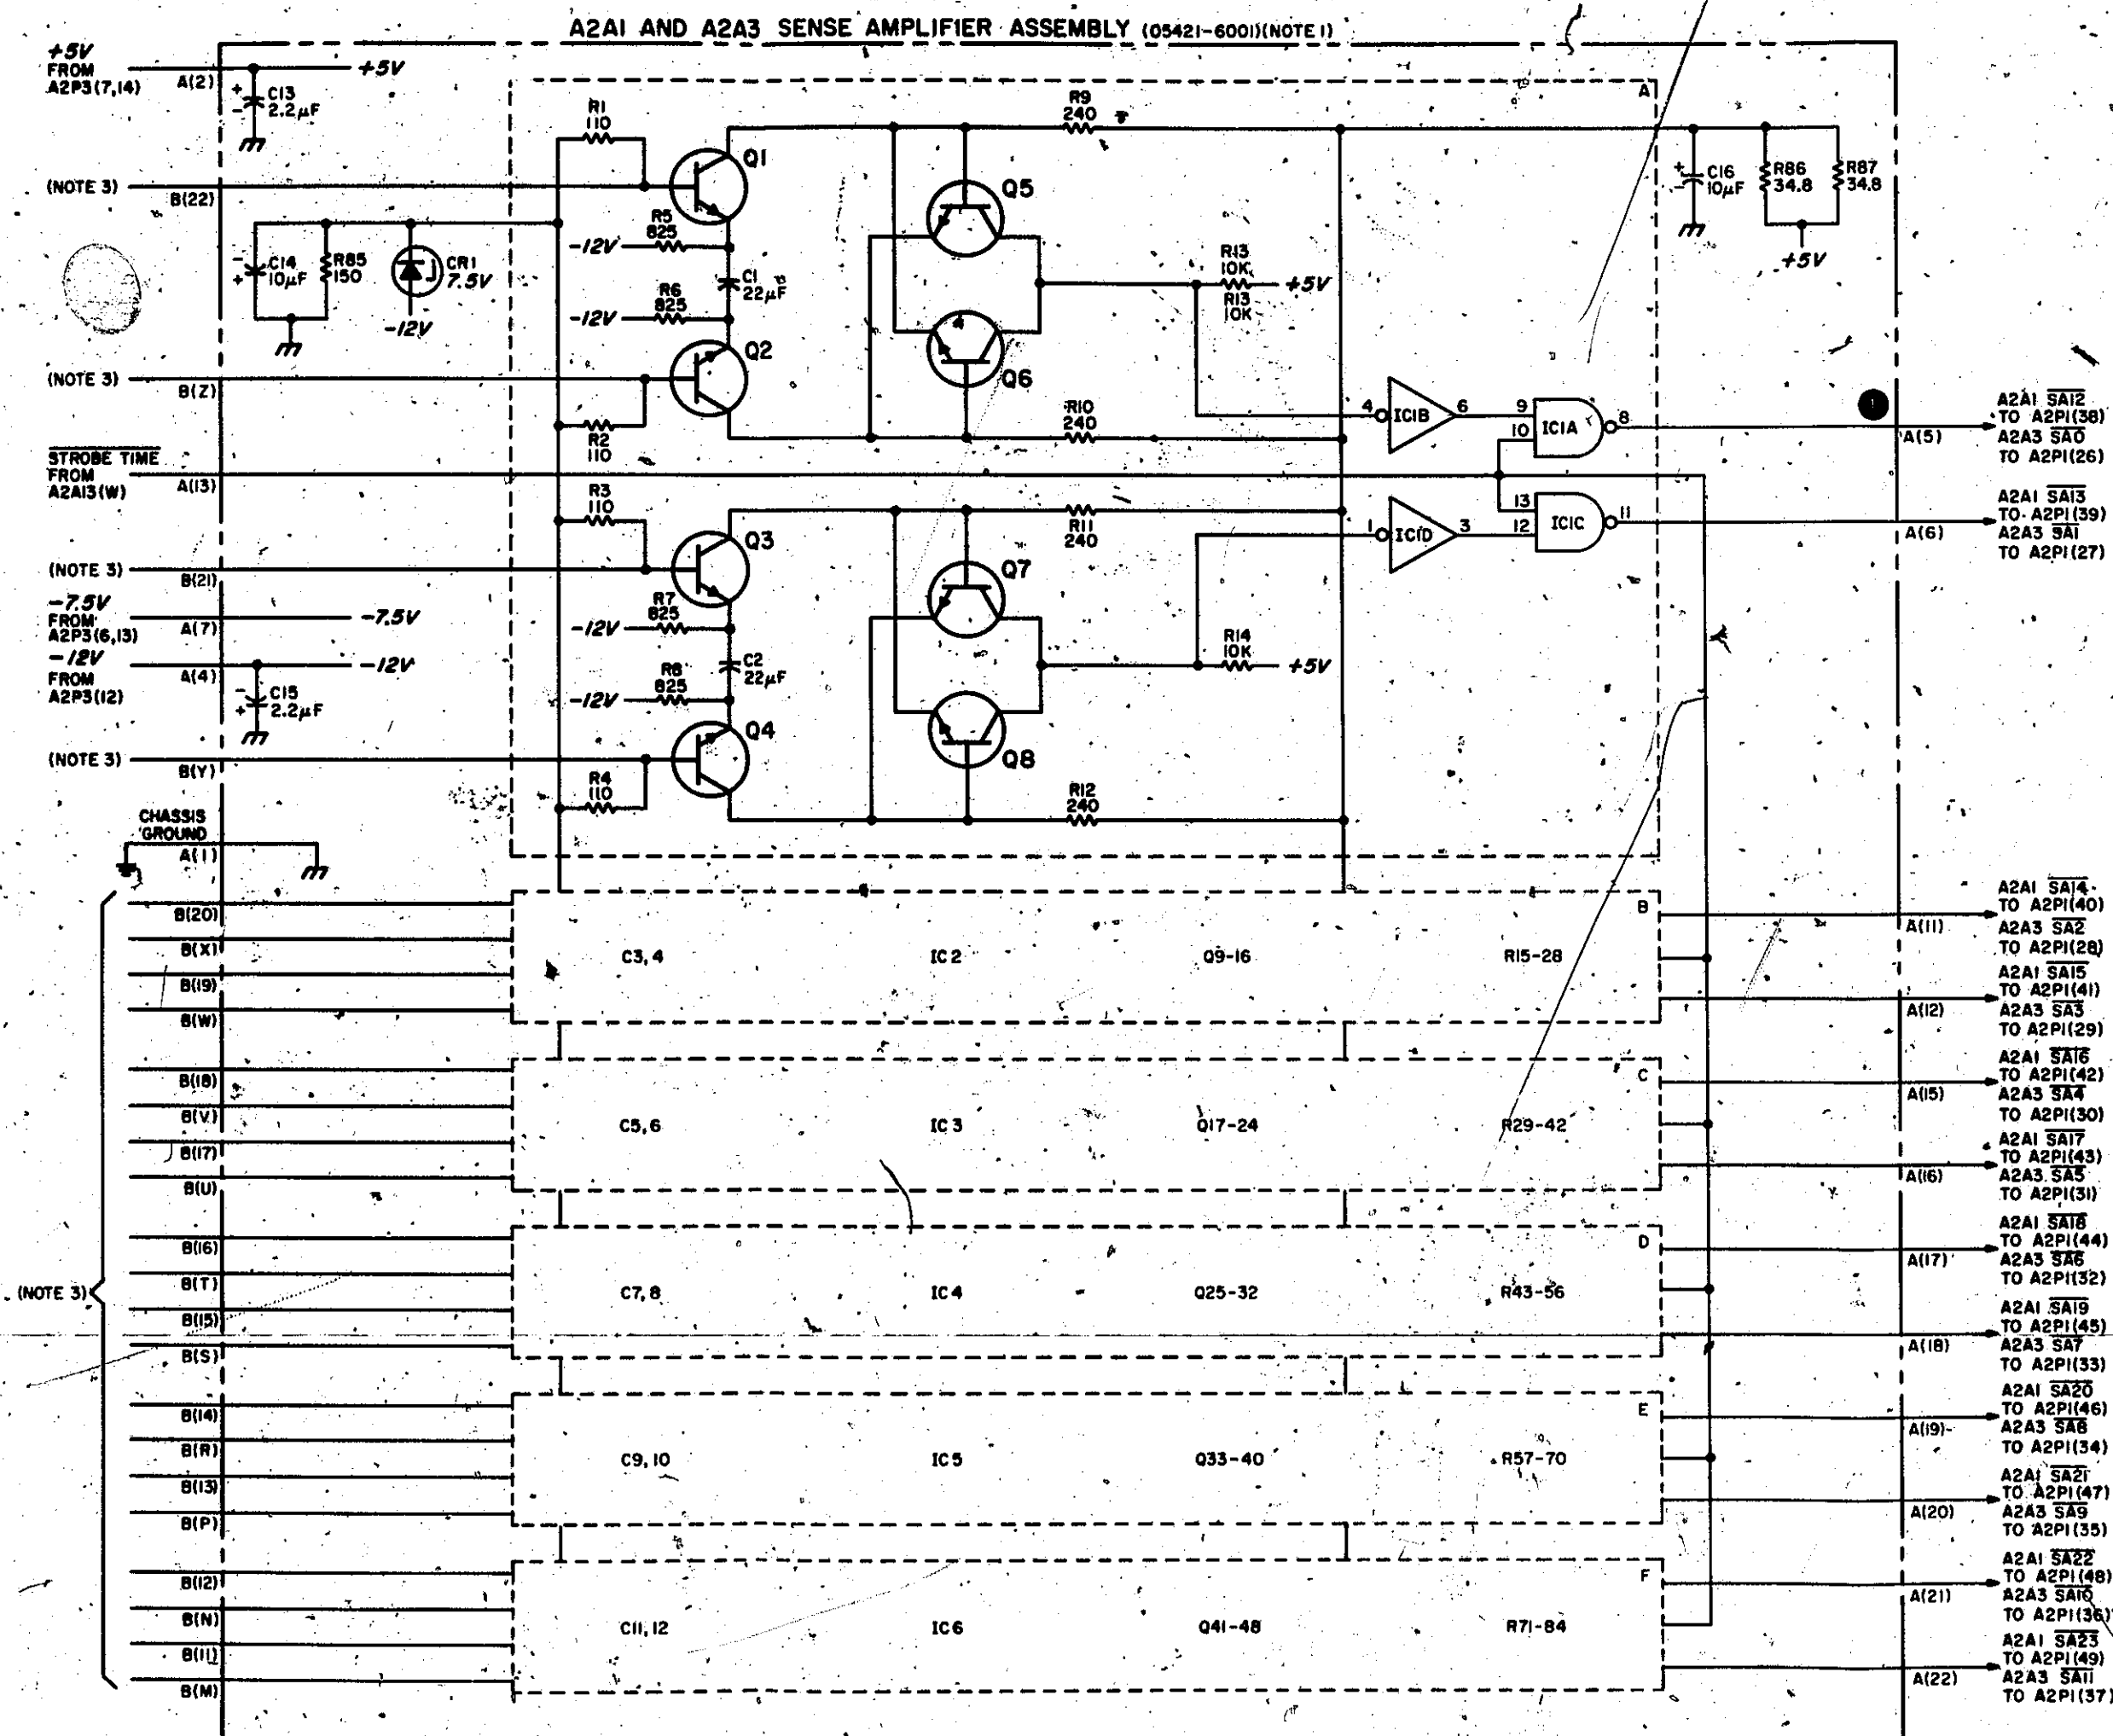 A2A1 AND A2A3 SENSE AMPLIFIER ASSEMBLY (05421-6001)(NOTE 1)
+5V
FROM
A2P3(7,14)
A(2)
+5V
+
-
C13
2.2µF
(NOTE 3)
B(22)
-
+
C14
10µF
R85
150
CR1
7.5V
-12V
(NOTE 3)
B(Z)
STROBE TIME
FROM
A2A13(W)
A(13)
(NOTE 3)
B(21)
-7.5V
FROM
A2P3(6,13)
A(7)
-7.5V
-12V
FROM
A2P3(12)
A(4)
-12V
-
+
C15
2.2µF
(NOTE 3)
B(Y)
CHASSIS
GROUND
A(1)
A
R1
110
Q1
R5
825
-12V
C1
22µF
R6
825
-12V
Q2
R2
110
R9
240
Q5
4
Q6
R13
10K
+5V
R13
10K
R10
240
4
IC1B
6
9
10
IC1A
8
+
-
C16
10µF
R86
34.8
R87
34.8
+5V
R3
110
Q3
R7
825
-12V
C2
22µF
R8
825
-12V
Q4
R4
110
R11
240
Q7
Q8
R14
10K
+5V
R12
240
1
IC1D
3
13
12
IC1C
11
A(5)
A2A1 SA12
TO A2P1(38)
A2A3 SA0
TO A2P1(26)
A(6)
A2A1 SA13
TO A2P1(39)
A2A3 SA1
TO A2P1(27)
(NOTE 3)
B(20)
B(X)
B(19)
B(W)
C3,4
IC2
Q9-16
R15-28
B
A(11)
A2A1 SA14
TO A2P1(40)
A2A3 SA2
TO A2P1(28)
A(12)
A2A1 SA15
TO A2P1(41)
A2A3 SA3
TO A2P1(29)
B(18)
B(V)
B(17)
B(U)
C5,6
IC3
Q17-24
R29-42
C
A(15)
A2A1 SA16
TO A2P1(42)
A2A3 SA4
TO A2P1(30)
A(16)
A2A1 SA17
TO A2P1(43)
A2A3 SA5
TO A2P1(31)
B(16)
B(T)
B(15)
B(S)
C7,8
IC4
Q25-32
R43-56
D
A(17)
A2A1 SA18
TO A2P1(44)
A2A3 SA6
TO A2P1(32)
A(18)
A2A1 SA19
TO A2P1(45)
A2A3 SA7
TO A2P1(33)
B(14)
B(R)
B(13)
B(P)
C9,10
IC5
Q33-40
R57-70
E
A(19)
A2A1 SA20
TO A2P1(46)
A2A3 SA8
TO A2P1(34)
A(20)
A2A1 SA21
TO A2P1(47)
A2A3 SA9
TO A2P1(35)
B(12)
B(N)
B(11)
B(M)
C11,12
IC6
Q41-48
R71-84
F
A(21)
A2A1 SA22
TO A2P1(48)
A2A3 SA10
TO A2P1(36)
A(22)
A2A1 SA23
TO A2P1(49)
A2A3 SA11
TO A2P1(37)